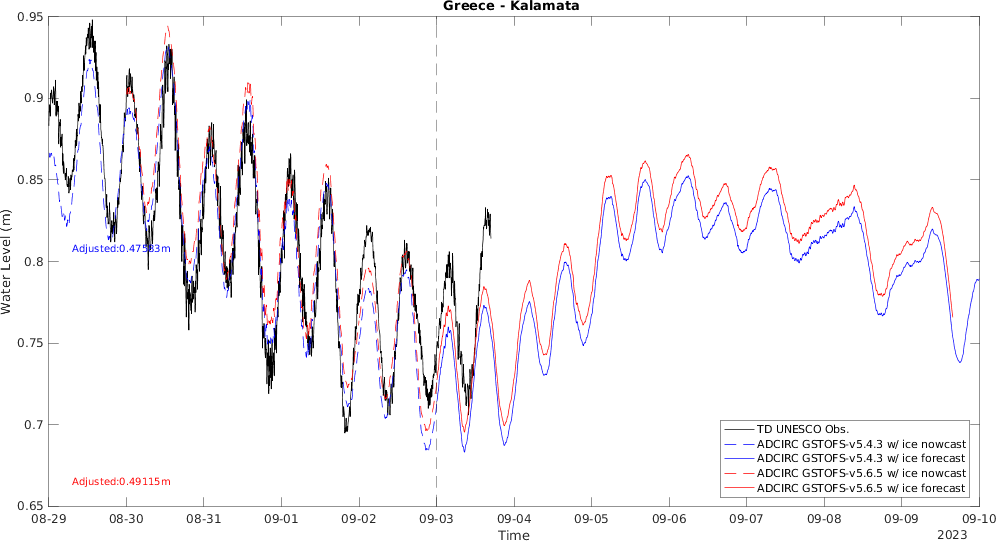 Greece - Kalamata
0.95
0.9
0.85
0.8
0.75
0.7
0.65
Water Level (m)
Adjusted:0.47533m
Adjusted:0.49115m
TD UNESCO Obs.
ADCIRC GSTOFS-v5.4.3 w/ ice nowcast
ADCIRC GSTOFS-v5.4.3 w/ ice forecast
ADCIRC GSTOFS-v5.6.5 w/ ice nowcast
ADCIRC GSTOFS-v5.6.5 w/ ice forecast
08-29 08-30 08-31 09-01 09-02 09-03 09-04 09-05 09-06 09-07 09-08 09-09 09-10
Time
2023